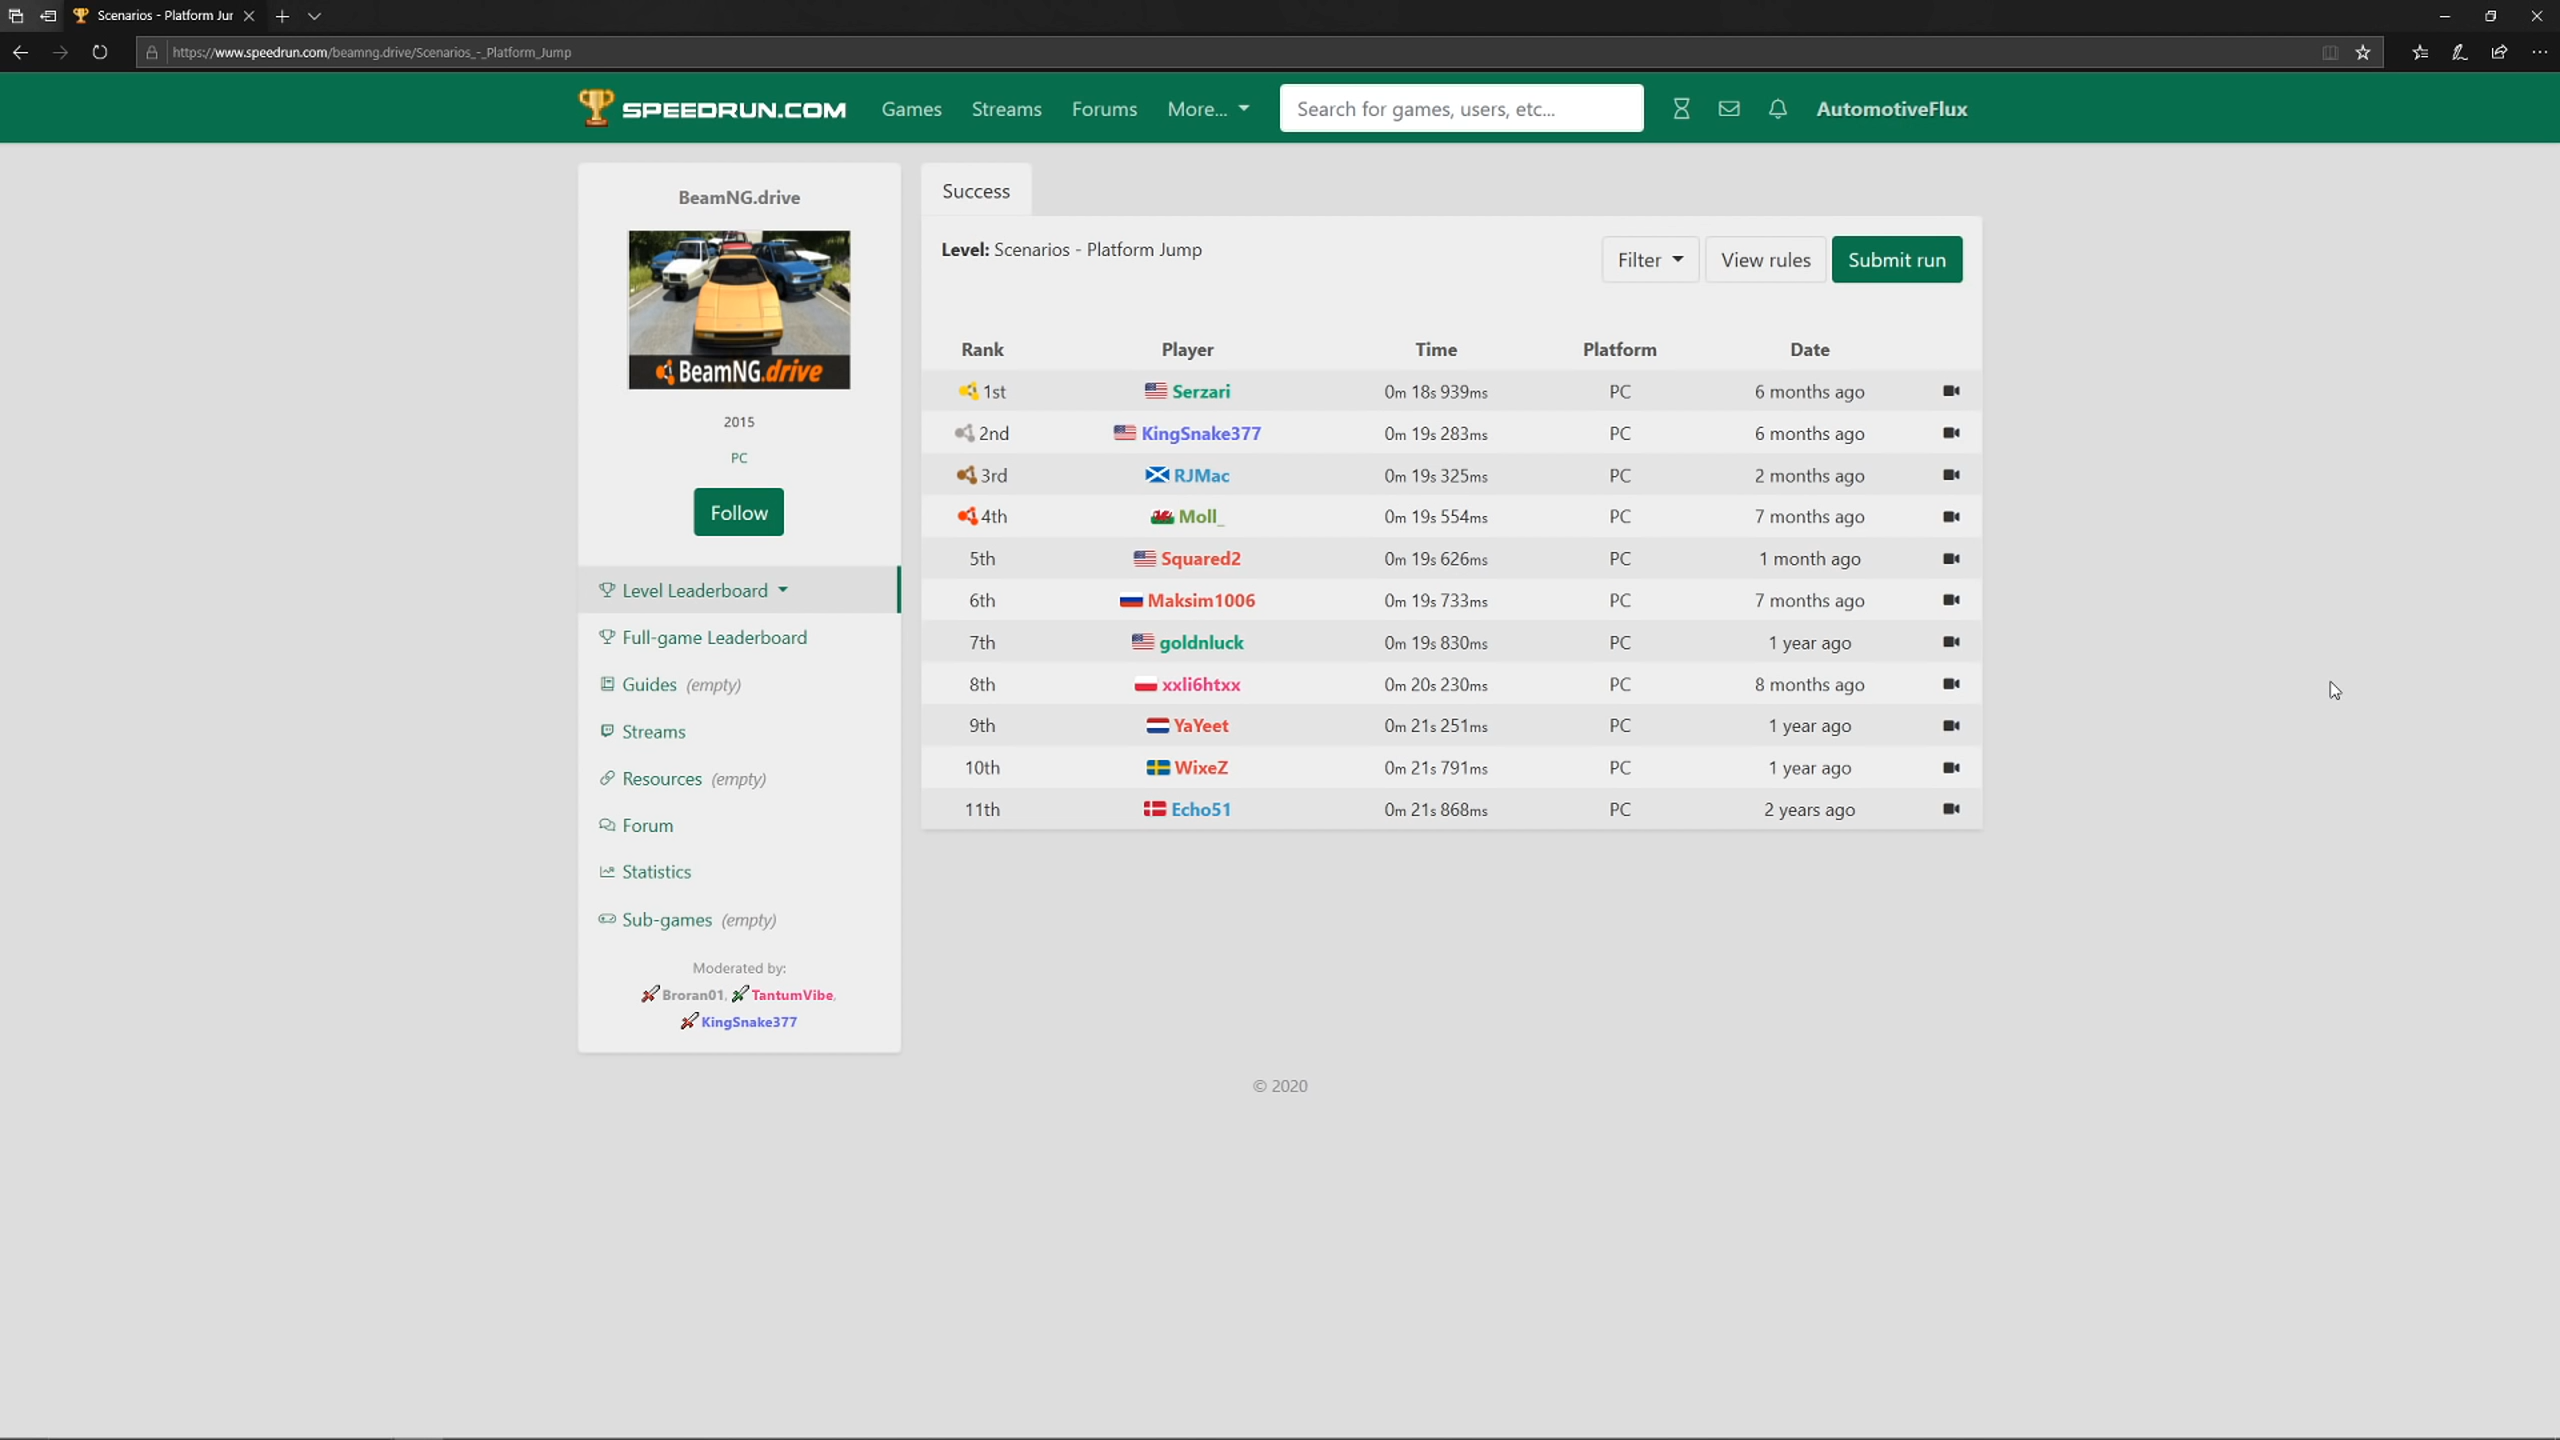 Scenarios - Platform Jur
https://www.speedrun.com/beamng.drive/Scenarios_-_Platform_Jump
SPEEDRUN.COM Games Streams Forums More... Search for games, users, etc... AutomotiveFlux
BeamNG.drive
BeamNG.drive
2015
PC
Follow
Level Leaderboard
Full-game Leaderboard
Guides (empty)
Streams
Resources (empty)
Forum
Statistics
Sub-games (empty)
Moderated by:
Broran01, TantumVibe,
KingSnake377
Success
Level: Scenarios - Platform Jump
Filter View rules Submit run
Rank Player Time Platform Date
1st Serzari 0m 18s 939ms PC 6 months ago
2nd KingSnake377 0m 19s 283ms PC 6 months ago
3rd RJMac 0m 19s 325ms PC 2 months ago
4th Moll_ 0m 19s 554ms PC 7 months ago
5th Squared2 0m 19s 626ms PC 1 month ago
6th Maksim1006 0m 19s 733ms PC 7 months ago
7th goldnluck 0m 19s 830ms PC 1 year ago
8th xxli6htxx 0m 20s 230ms PC 8 months ago
9th YaYeet 0m 21s 251ms PC 1 year ago
10th WixeZ 0m 21s 791ms PC 1 year ago
11th Echo51 0m 21s 868ms PC 2 years ago
© 2020